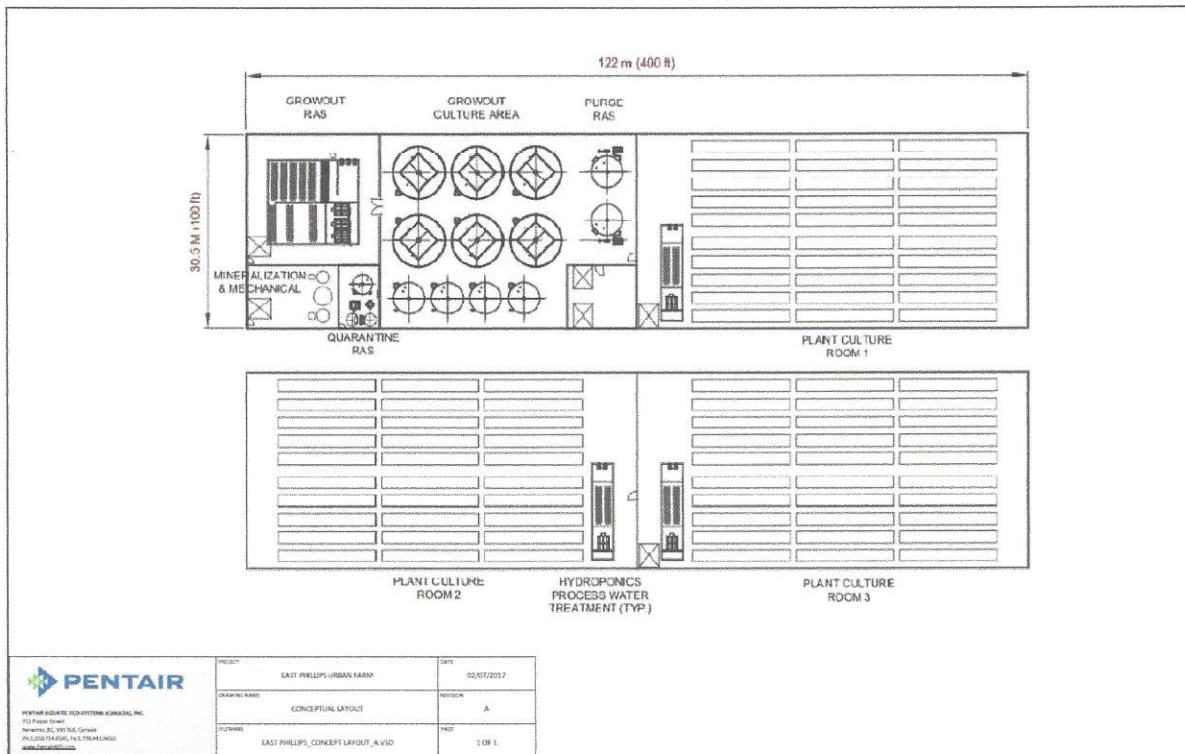 122 m (400 ft)
GROWOUT
RAS
GROWOUT
CULTURE AREA
PURGE
RAS
30.5 M (100 ft)
MINERALIZATION
& MECHANICAL
QUARANTINE
RAS
PLANT CULTURE
ROOM 1
PLANT CULTURE
ROOM 2
HYDROPONICS
PROCESS WATER
TREATMENT (TYP.)
PLANT CULTURE
ROOM 3
PENTAIR
PENTAIR AQUATIC ECO-SYSTEMS (CANADA), INC.
Street
BC, Canada
PROJECT
EAST PHILLIPS URBAN FARM
DATE
02/07/2017
DRAWING NAME
CONCEPTUAL LAYOUT
REVISION
A
FILENAME
EAST PHILLIPS_CONCEPT LAYOUT_A.VSD
PAGE
1 OF 1